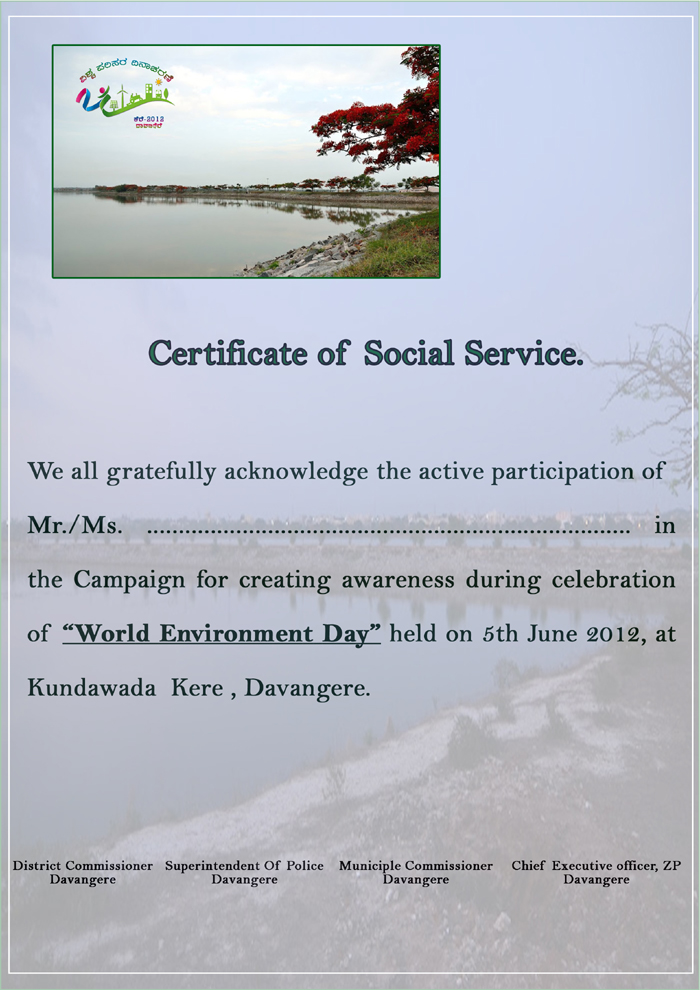 ವಿಶ್ವ ಪರಿಸರ ದಿನಾಚರಣೆ
ಕೆರೆ-2012
ದಾವಣಗೆರೆ
Certificate of Social Service.
We all gratefully acknowledge the active participation of
Mr./Ms. ................................................................................ in
the Campaign for creating awareness during celebration
of “World Environment Day” held on 5th June 2012, at
Kundawada Kere , Davangere.
District Commissioner Superintendent Of Police Municiple Commissioner Chief Executive officer, ZP
Davangere Davangere Davangere Davangere